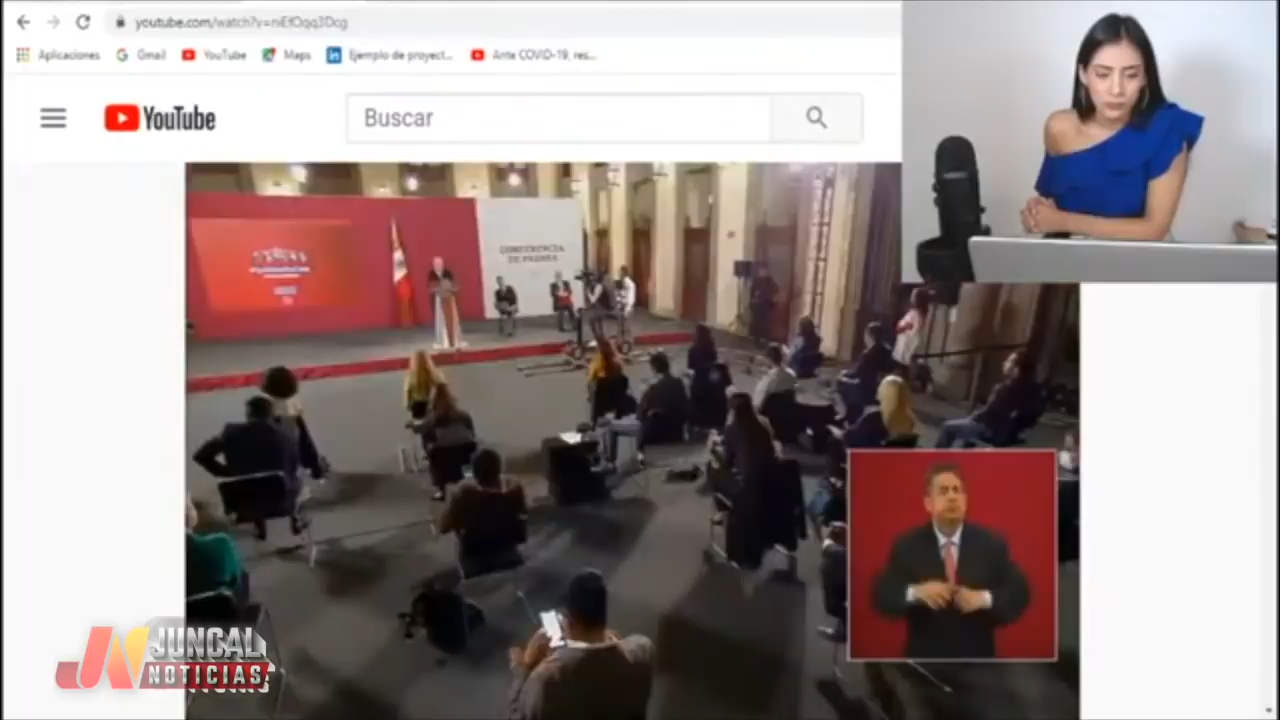 youtube.com/watch?v=niEfOqq3Dcg
Aplicaciones
Gmail
YouTube
Maps
Ejemplo de proyect...
Ante COVID-19, res...
YouTube
Buscar
CONFERENCIA
DE PRENSA
JN JUNCAL
NOTICIAS